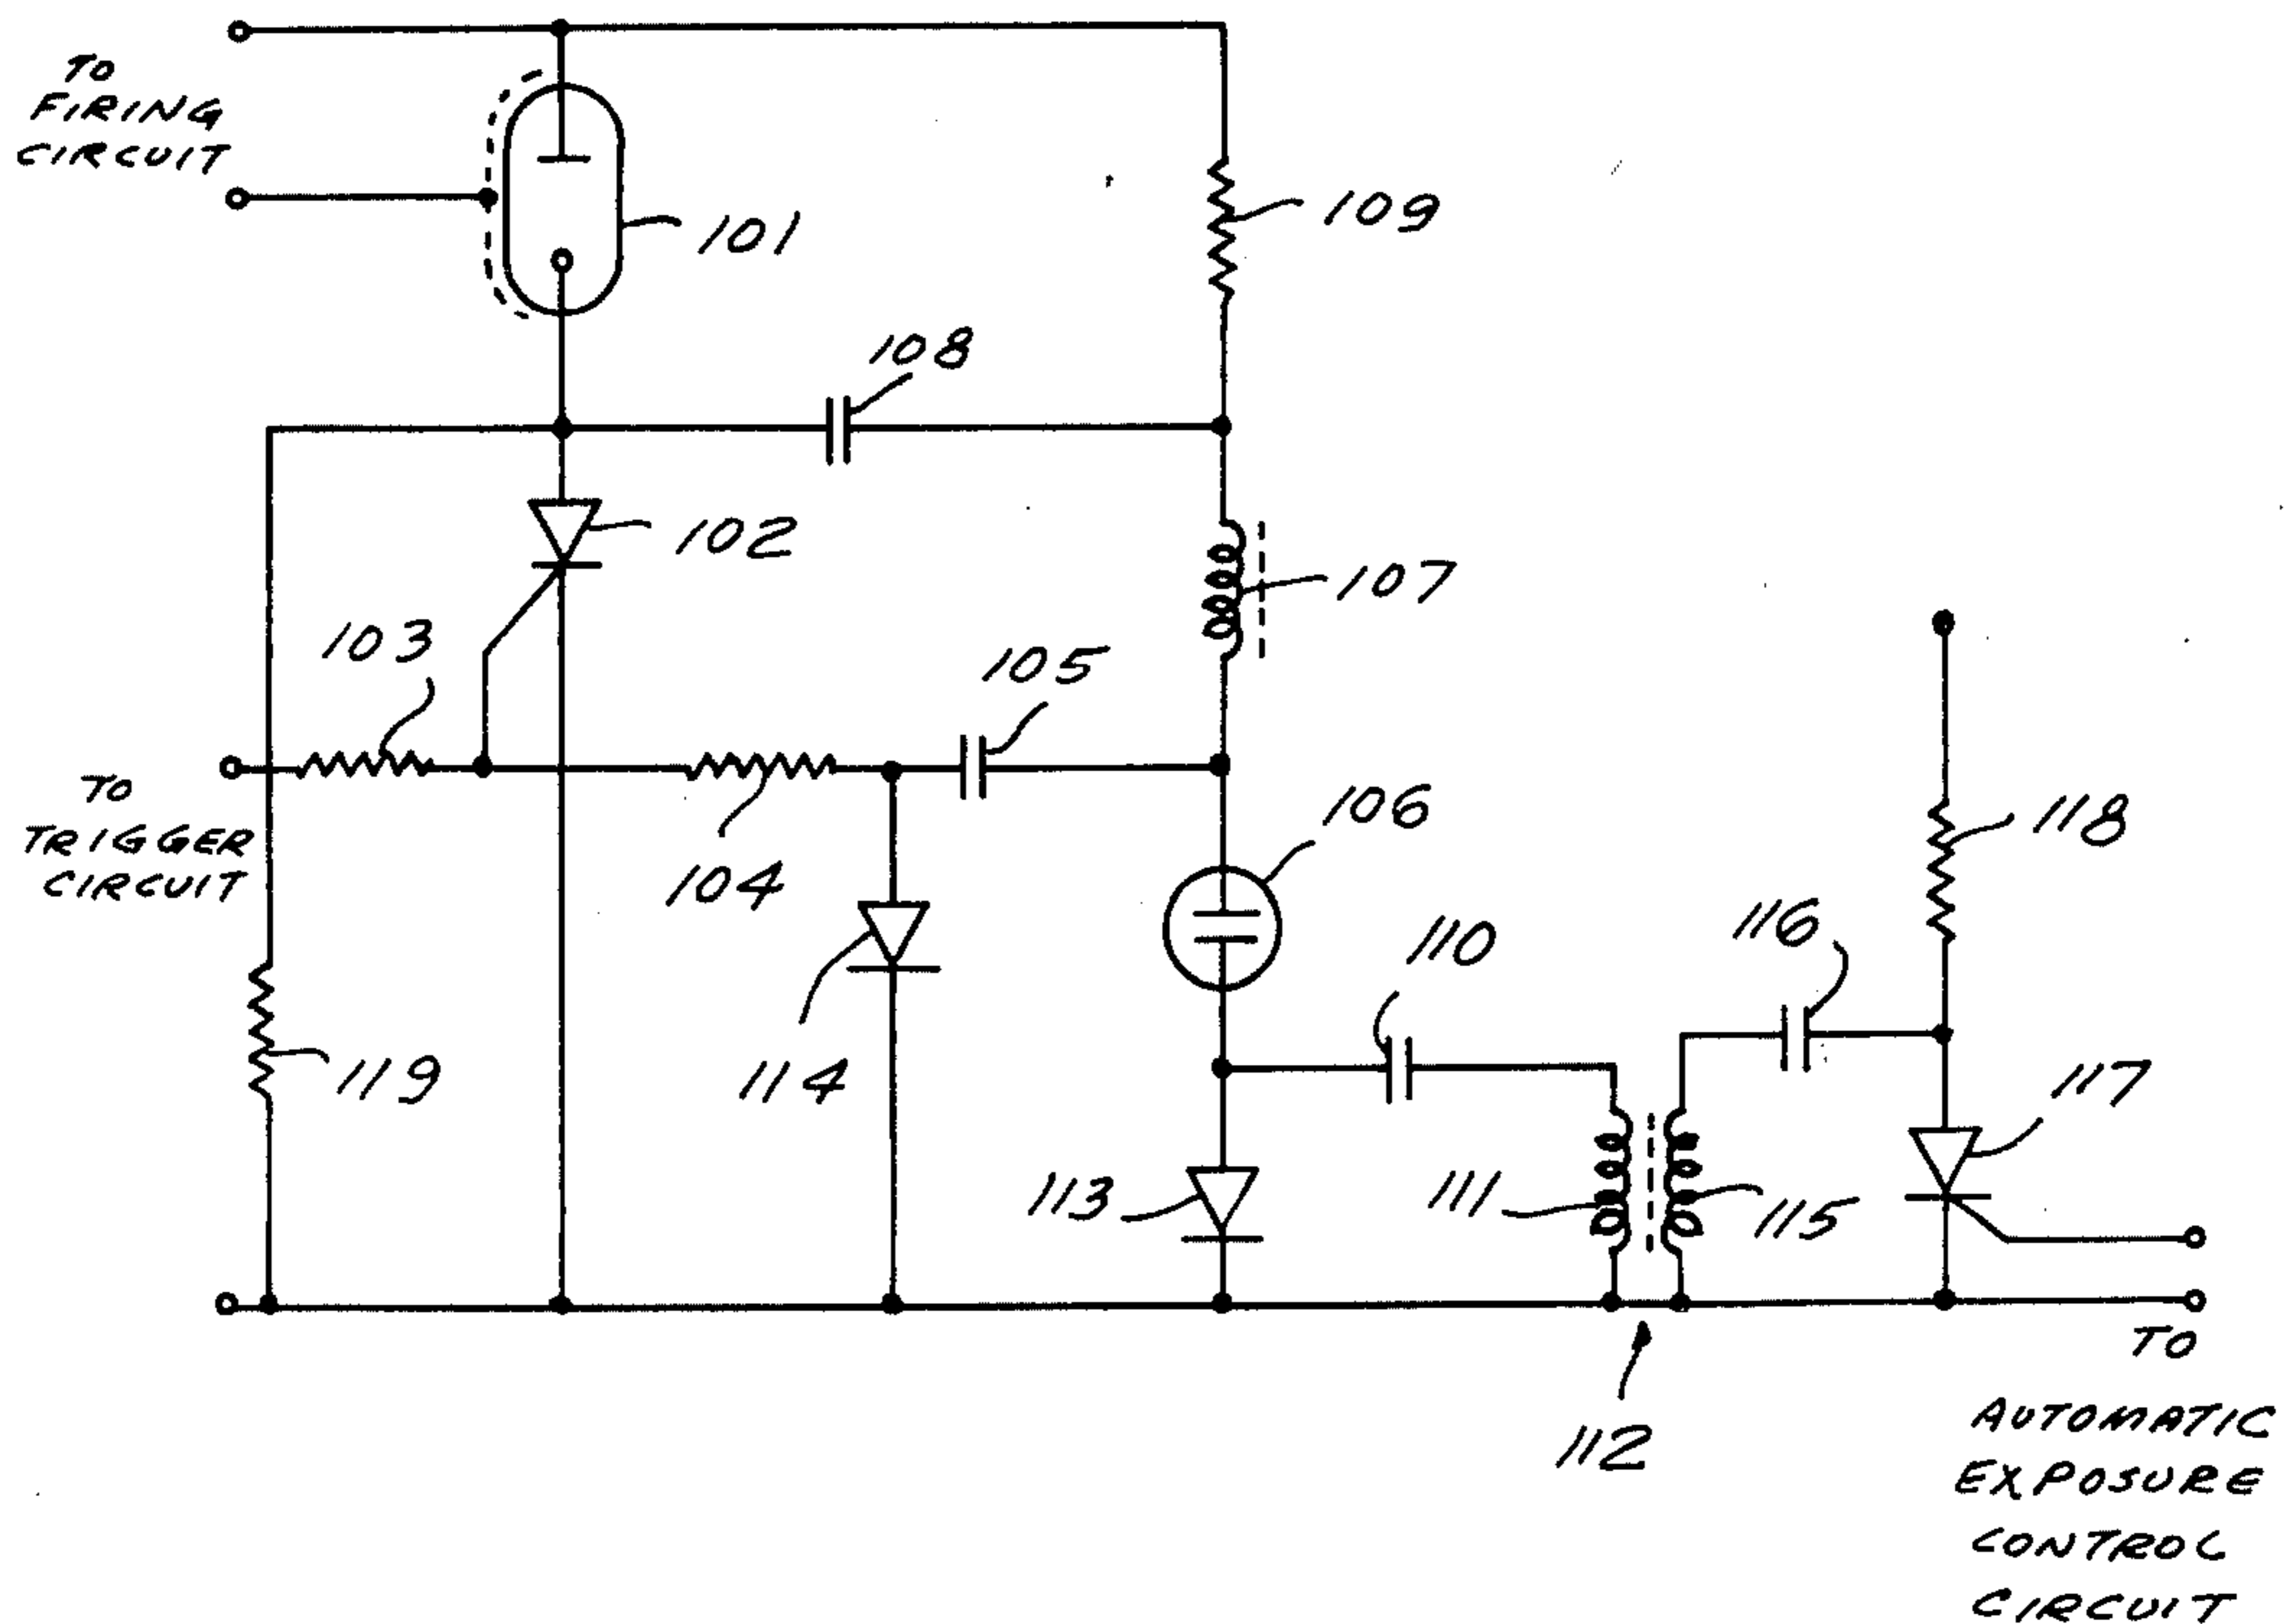 TO
FIRING
CIRCUIT
101
109
108
102
107
103
105
TO
TRIGGER
CIRCUIT
104
106
118
116
110
119
114
117
113
111
115
112
TO
AUTOMATIC
EXPOSURE
CONTROL
CIRCUIT